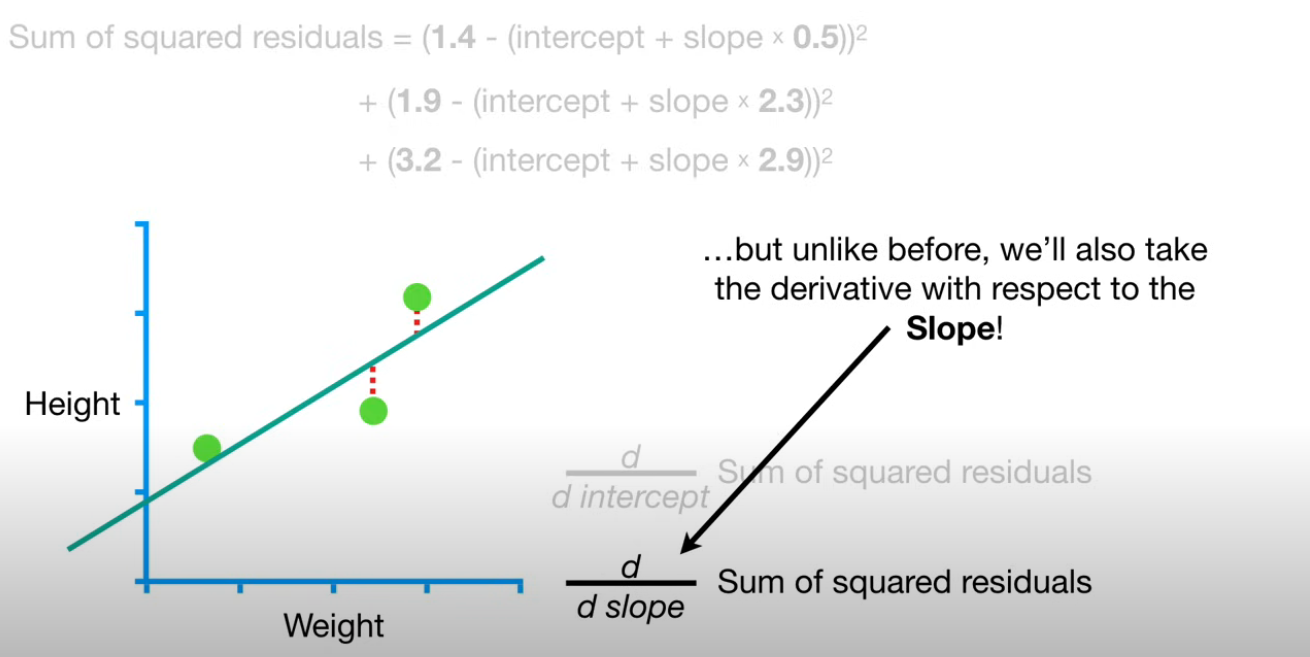 Sum of squared residuals = (1.4 - (intercept + slope × 0.5))²
+ (1.9 - (intercept + slope × 2.3))²
+ (3.2 - (intercept + slope × 2.9))²
…but unlike before, we’ll also take
the derivative with respect to the
Slope!
Height
Weight
d
d intercept
Sum of squared residuals
d
d slope
Sum of squared residuals